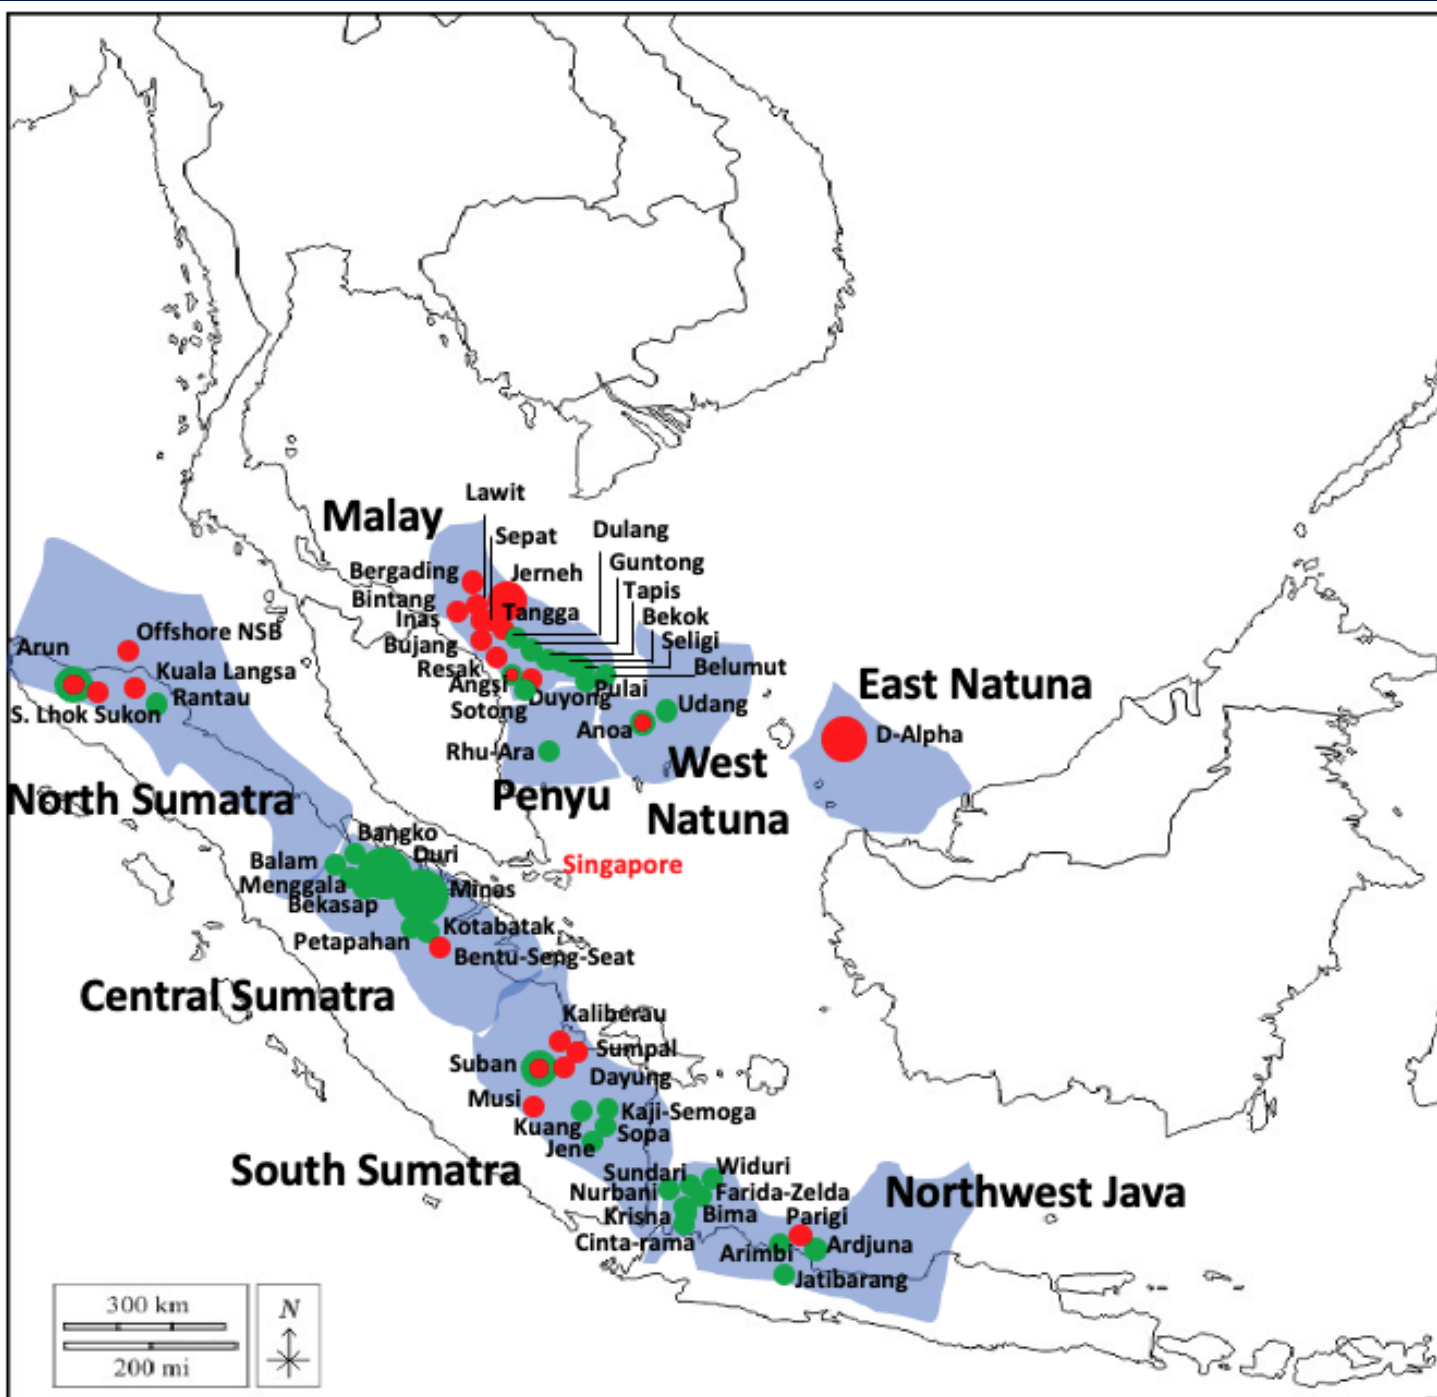 Lawit
Malay
Sepat
Dulang
Guntong
Bergading
Jerneh
Tapis
Bintang
Tangga
Bekok
Inas
Seligi
Bujang
Offshore NSB
Arun
Resak
Belumut
Kuala Langsa
Angsi
Pulai
East Natuna
Duyong
Rantau
Sotong
Udang
S. Lhok Sukon
Anoa
D-Alpha
Rhu-Ara
West
Natuna
North Sumatra
Penyu
Bangko
Duri
Singapore
Balam
Menggala
Minas
Bekasap
Kotabatak
Petapahan
Bentu-Seng-Seat
Central Sumatra
Kaliberau
Suban
Sumpal
Dayung
Musi
Kaji-Semoga
Kuang
Sopa
Jene
South Sumatra
Sundari
Widuri
Nurbani
Farida-Zelda
Northwest Java
Krisna
Bima
Parigi
Cinta-rama
Arimbi
Ardjuna
Jatibarang
300 km
200 mi
N